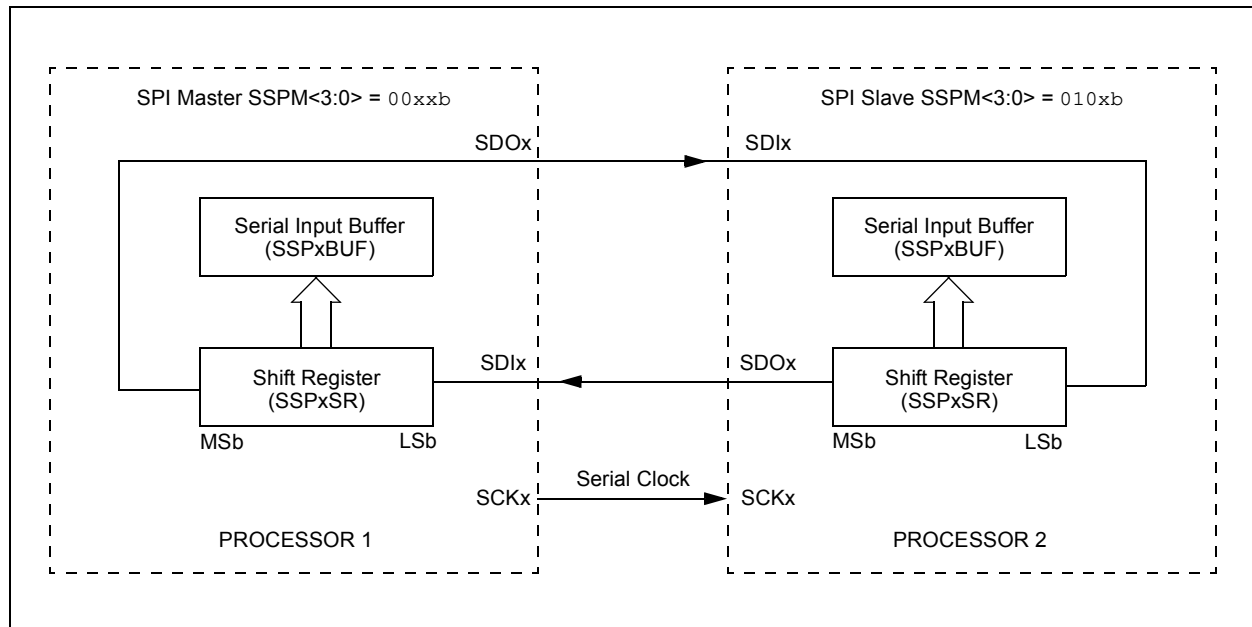 SPI Master SSPM<3:0> = 00xxb
SPI Slave SSPM<3:0> = 010xb
SDOx
SDIx
Serial Input Buffer
(SSPxBUF)
Serial Input Buffer
(SSPxBUF)
SDIx
SDOx
Shift Register
(SSPxSR)
Shift Register
(SSPxSR)
MSb
LSb
MSb
LSb
Serial Clock
SCKx
SCKx
PROCESSOR 1
PROCESSOR 2